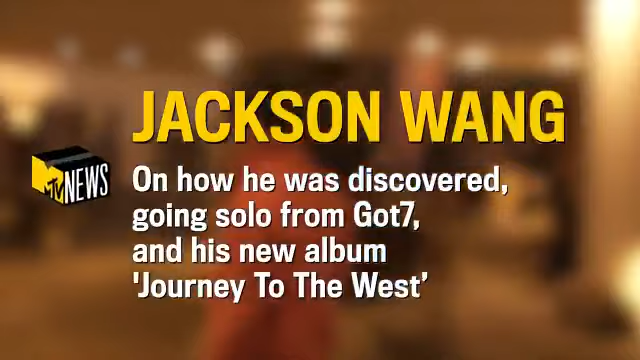 JACKSON WANG
MTV NEWS
On how he was discovered,
going solo from Got7,
and his new album
'Journey To The West'